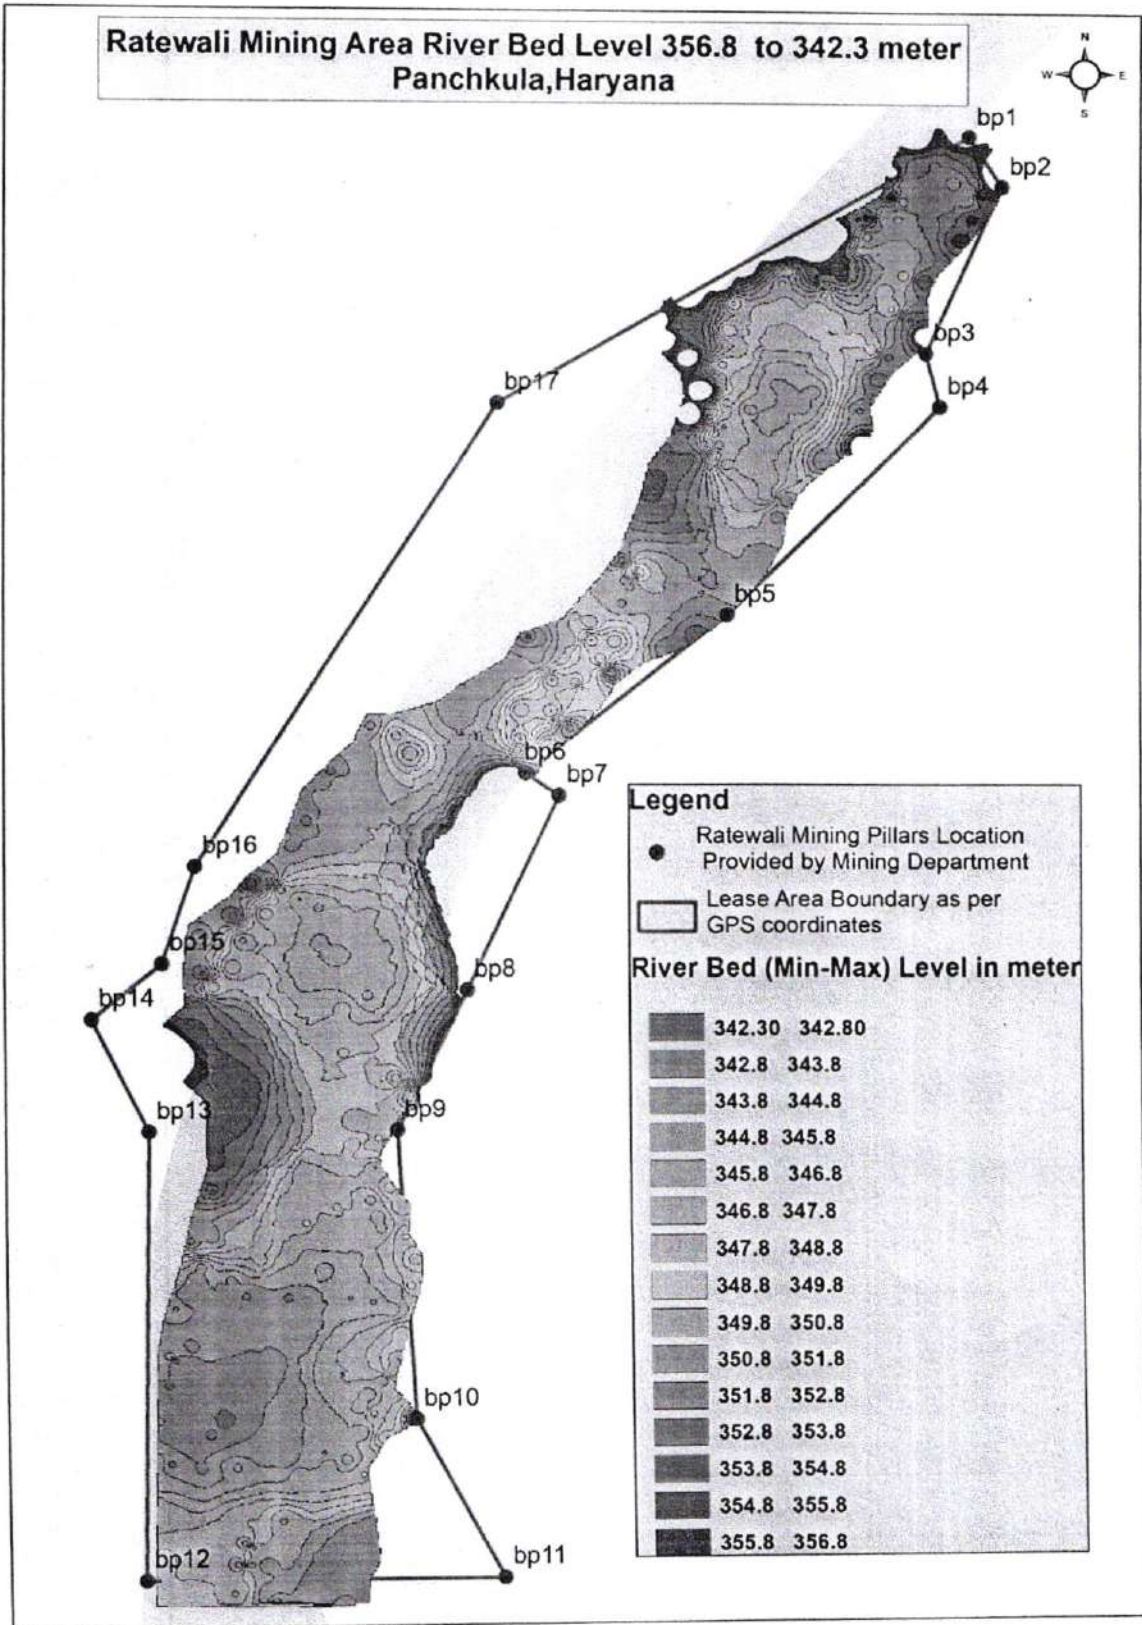 Ratewali Mining Area River Bed Level 356.8 to 342.3 meter
Panchkula,Haryana
N
W E
S
bp1
bp2
bp3
bp4
bp17
bp5
bp6
bp7
bp16
bp15
bp8
bp14
bp13
bp9
bp10
bp12
bp11
Legend
Ratewali Mining Pillars Location
Provided by Mining Department
Lease Area Boundary as per
GPS coordinates
River Bed (Min-Max) Level in meter
342.30 342.80
342.8 343.8
343.8 344.8
344.8 345.8
345.8 346.8
346.8 347.8
347.8 348.8
348.8 349.8
349.8 350.8
350.8 351.8
351.8 352.8
352.8 353.8
353.8 354.8
354.8 355.8
355.8 356.8